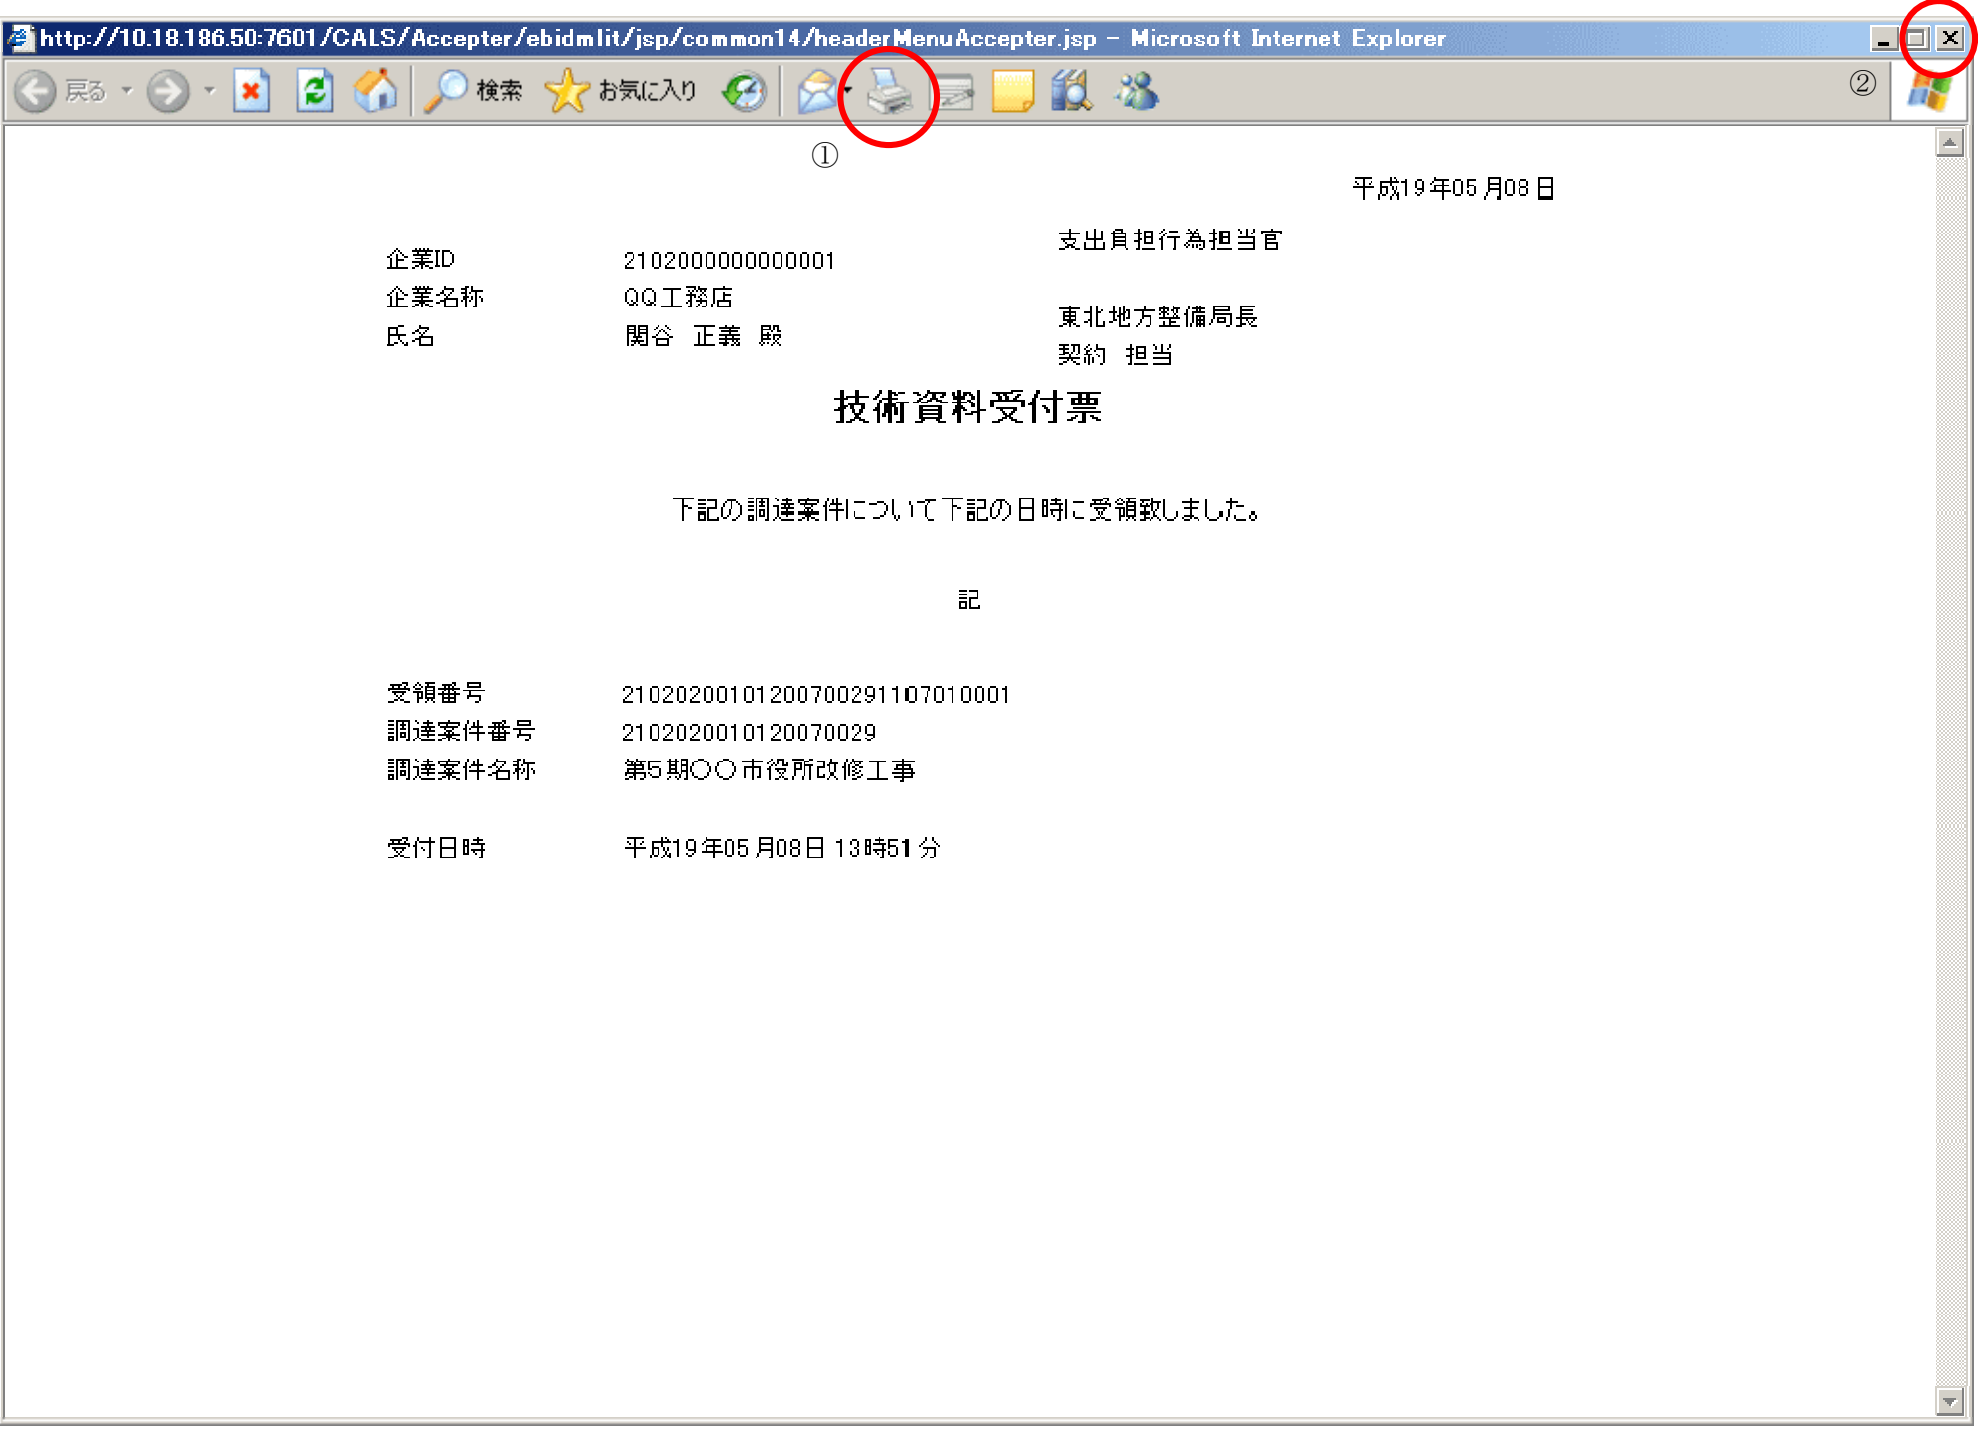 http://10.18.186.50:7601/CALS/Accepter/ebidmlit/jsp/common14/headerMenuAccepter.jsp - Microsoft Internet Explorer
戻る 検索 お気に入り ②
①
平成19年05月08日
支出負担行為担当官
企業ID 2102000000000001
企業名称 QQ工務店
東北地方整備局長
氏名 関谷 正義 殿
契約 担当
技術資料受付票
下記の調達案件について下記の日時に受領致しました。
記
受領番号 21020200101200700291107010001
調達案件番号 2102020010120070029
調達案件名称 第5期○○市役所改修工事
受付日時 平成19年05月08日 13時51分